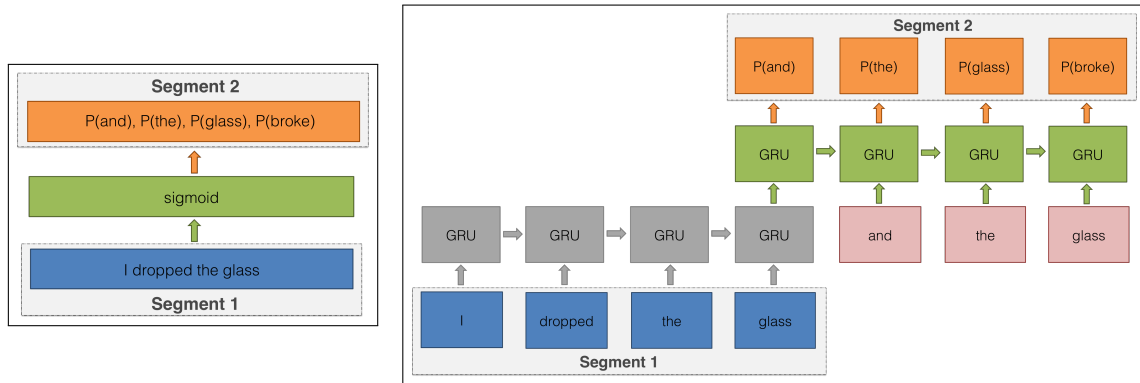 Segment 2
P(and), P(the), P(glass), P(broke)
sigmoid
I dropped the glass
Segment 1
Segment 2
P(and) P(the) P(glass) P(broke)
GRU GRU GRU GRU
GRU GRU GRU GRU and the glass
I dropped the glass
Segment 1